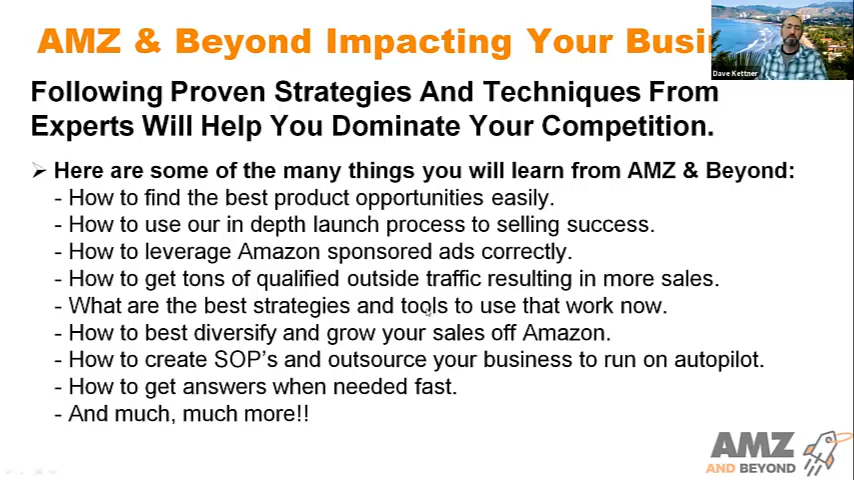 AMZ & Beyond Impacting Your Busi
Dave Kettner
Following Proven Strategies And Techniques From
Experts Will Help You Dominate Your Competition.
➢ Here are some of the many things you will learn from AMZ & Beyond:
- How to find the best product opportunities easily.
- How to use our in depth launch process to selling success.
- How to leverage Amazon sponsored ads correctly.
- How to get tons of qualified outside traffic resulting in more sales.
- What are the best strategies and tools to use that work now.
- How to best diversify and grow your sales off Amazon.
- How to create SOP's and outsource your business to run on autopilot.
- How to get answers when needed fast.
- And much, much more!!
AMZ
AND BEYOND